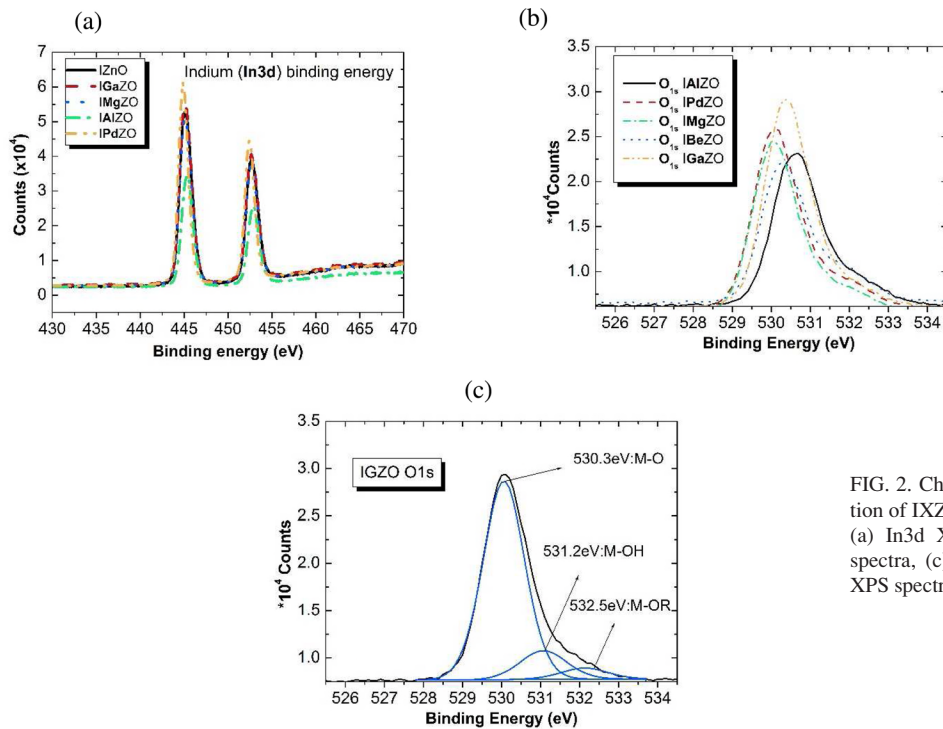 (a)
Indium (In3d) binding energy
IZnO
IGaZO
IMgZO
IAlZO
IPdZO
Counts (x10⁴)
7
6
5
4
3
2
1
0
430 435 440 445 450 455 460 465 470
Binding energy (eV)
(b)
O1s IAlZO
O1s IPdZO
O1s IMgZO
O1s IBeZO
O1s IGaZO
*10⁴Counts
3.5
3.0
2.5
2.0
1.5
1.0
526 527 528 529 530 531 532 533 534
Binding Energy (eV)
(c)
IGZO O1s
530.3eV:M-O
531.2eV:M-OH
532.5eV:M-OR
*10⁴ Counts
3.5
3.0
2.5
2.0
1.5
1.0
526 527 528 529 530 531 532 533 534
Binding Energy (eV)
FIG. 2. Ch
tion of IXZ
(a) In3d X
spectra, (c
XPS spectr